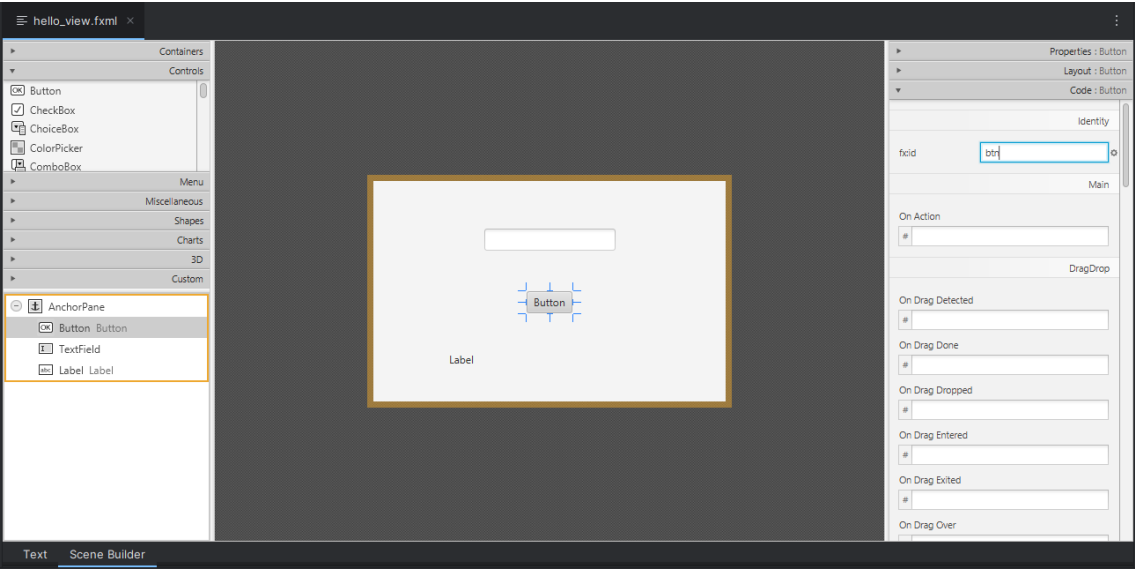 hello_view.fxml
Containers
Controls
Button
CheckBox
ChoiceBox
ColorPicker
ComboBox
Menu
Miscellaneous
Shapes
Charts
3D
Custom
AnchorPane
OK Button Button
TextField
abc Label Label
Button
Label
Properties : Button
Layout : Button
Code : Button
Identity
fx:id
btn
Main
On Action
#
DragDrop
On Drag Detected
#
On Drag Done
#
On Drag Dropped
#
On Drag Entered
#
On Drag Exited
#
On Drag Over
Text Scene Builder